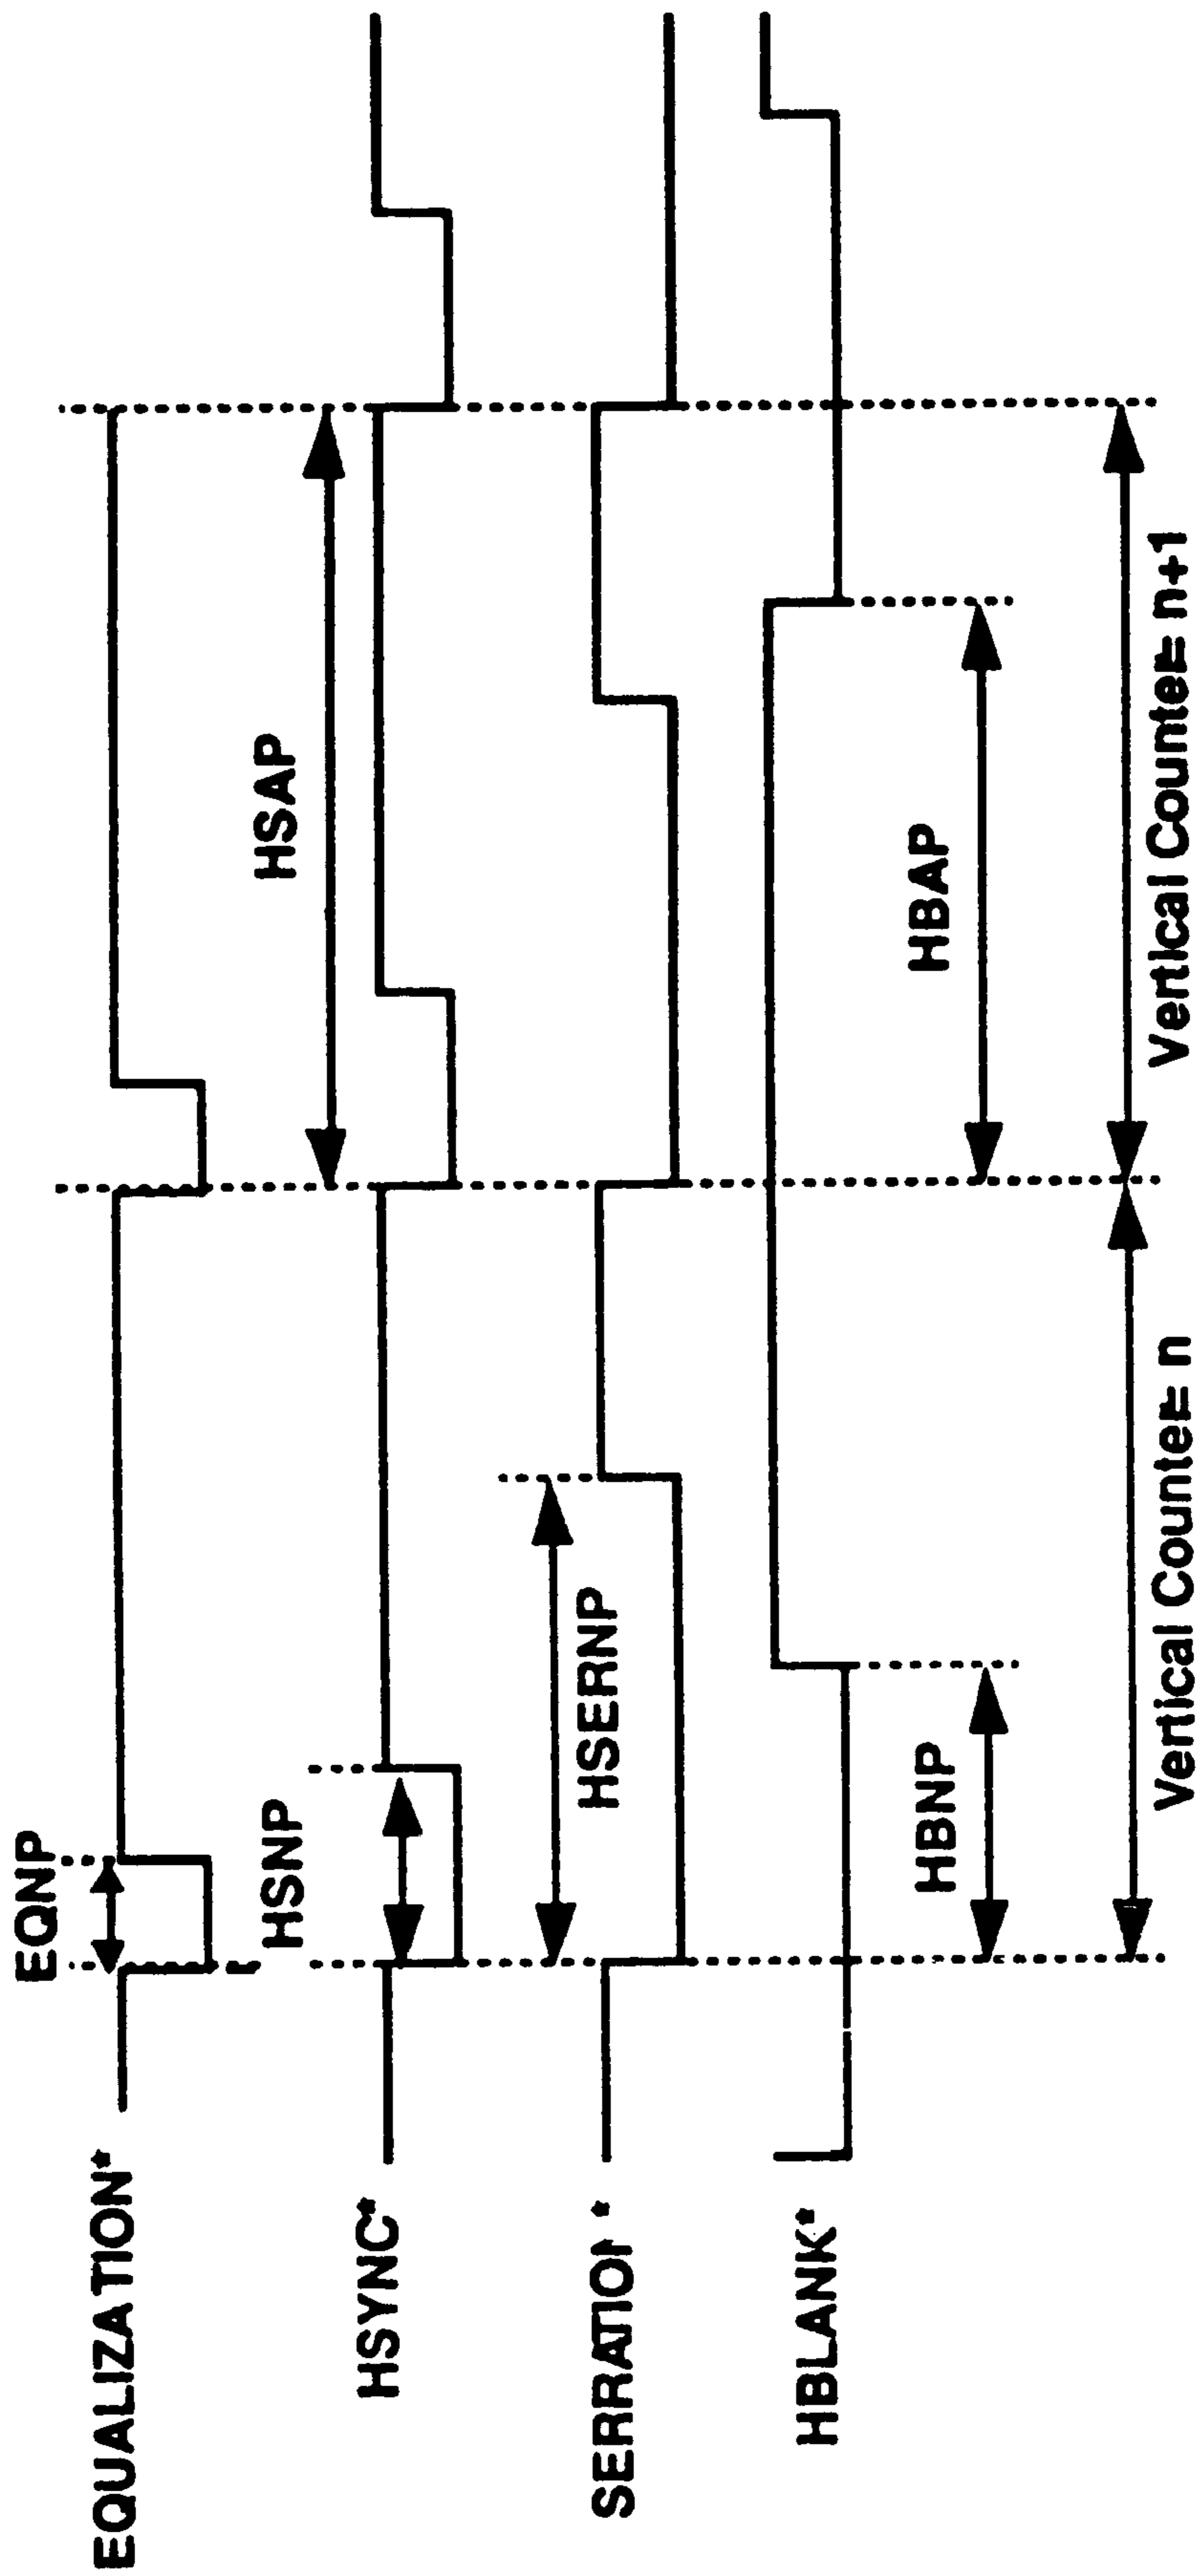 EQNP
EQUALIZATION*
HSAP
HSNP
HSYNC*
HSERNP
SERRATION *
HBLANK*
HBNP
HBAP
Vertical Counter= n
Vertical Counter= n+1